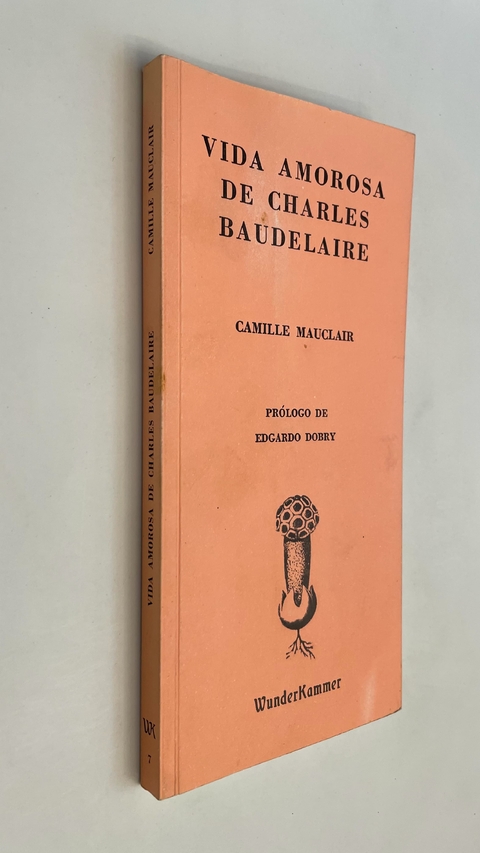 VIDA AMOROSA
DE CHARLES
BAUDELAIRE
CAMILLE MAUCLAIR
PRÓLOGO DE
EDGARDO DOBRY
WunderKammer
CAMILLE MAUCLAIR
VIDA AMOROSA DE CHARLES BAUDELAIRE
WK
7